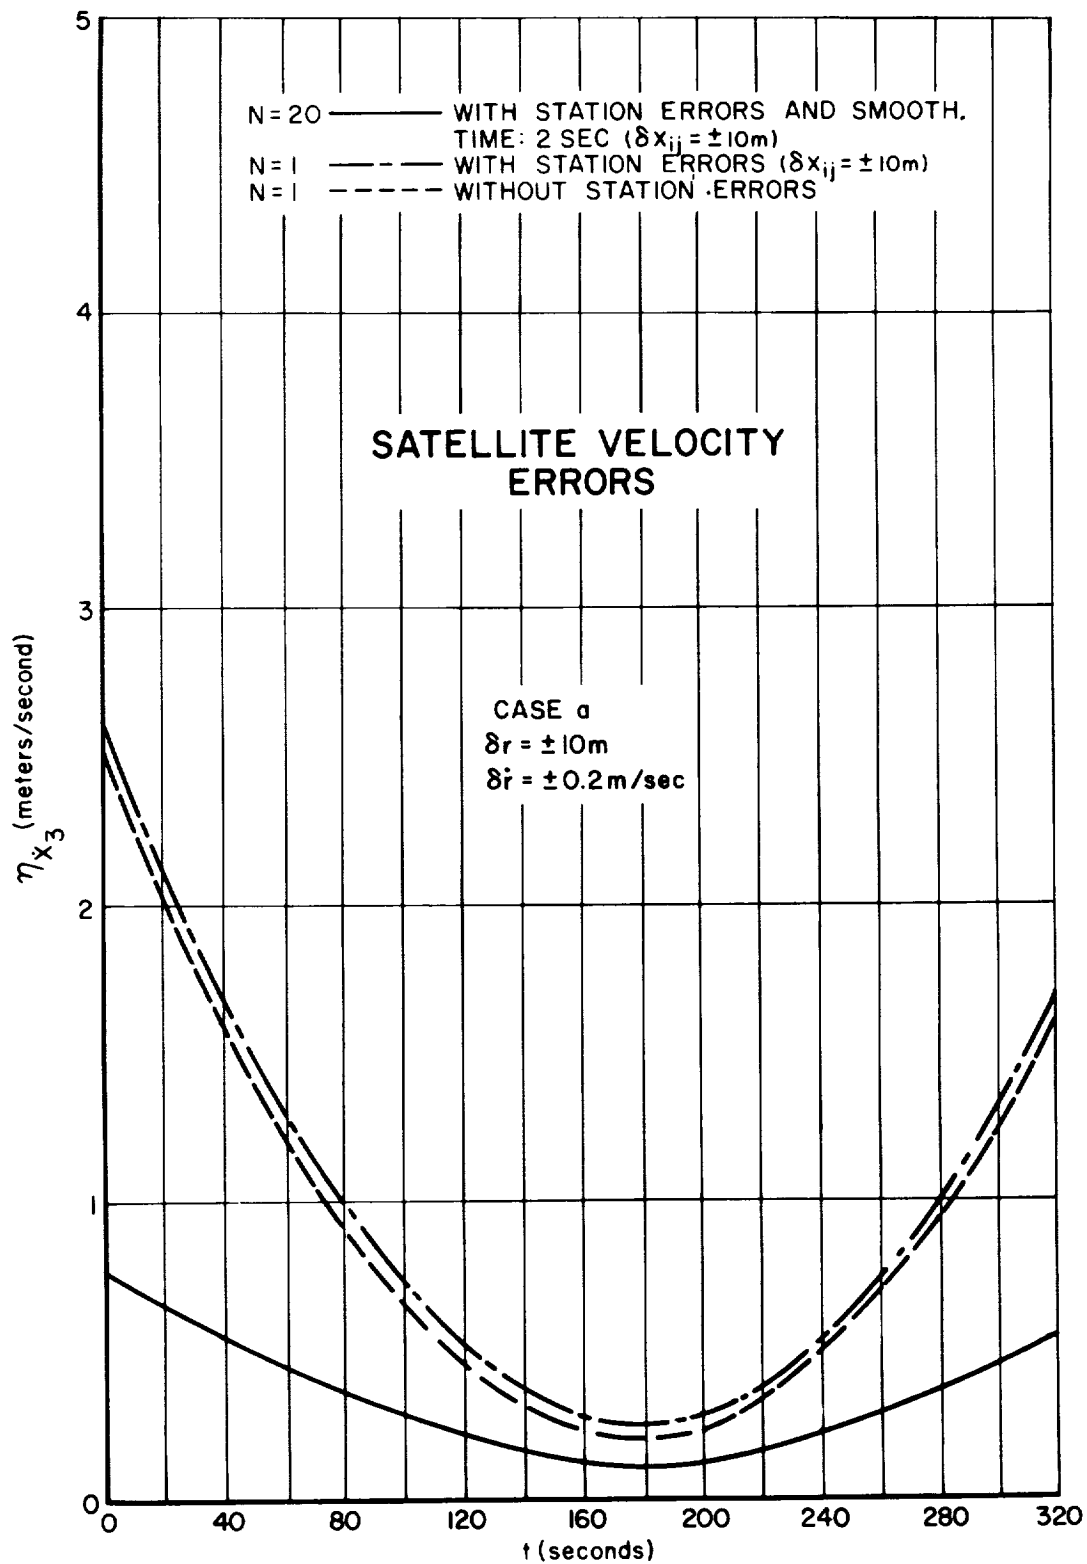 5
N=20 WITH STATION ERRORS AND SMOOTH.
TIME: 2 SEC (δx_ij = ±10m)
N=1 WITH STATION ERRORS (δx_ij = ±10m)
N=1 WITHOUT STATION ERRORS
4
SATELLITE VELOCITY
ERRORS
3
CASE a
δr = ±10m
δṙ = ±0.2m/sec
η_ẋ₃ (meters/second)
2
1
0
0 40 80 120 160 200 240 280 320
t (seconds)